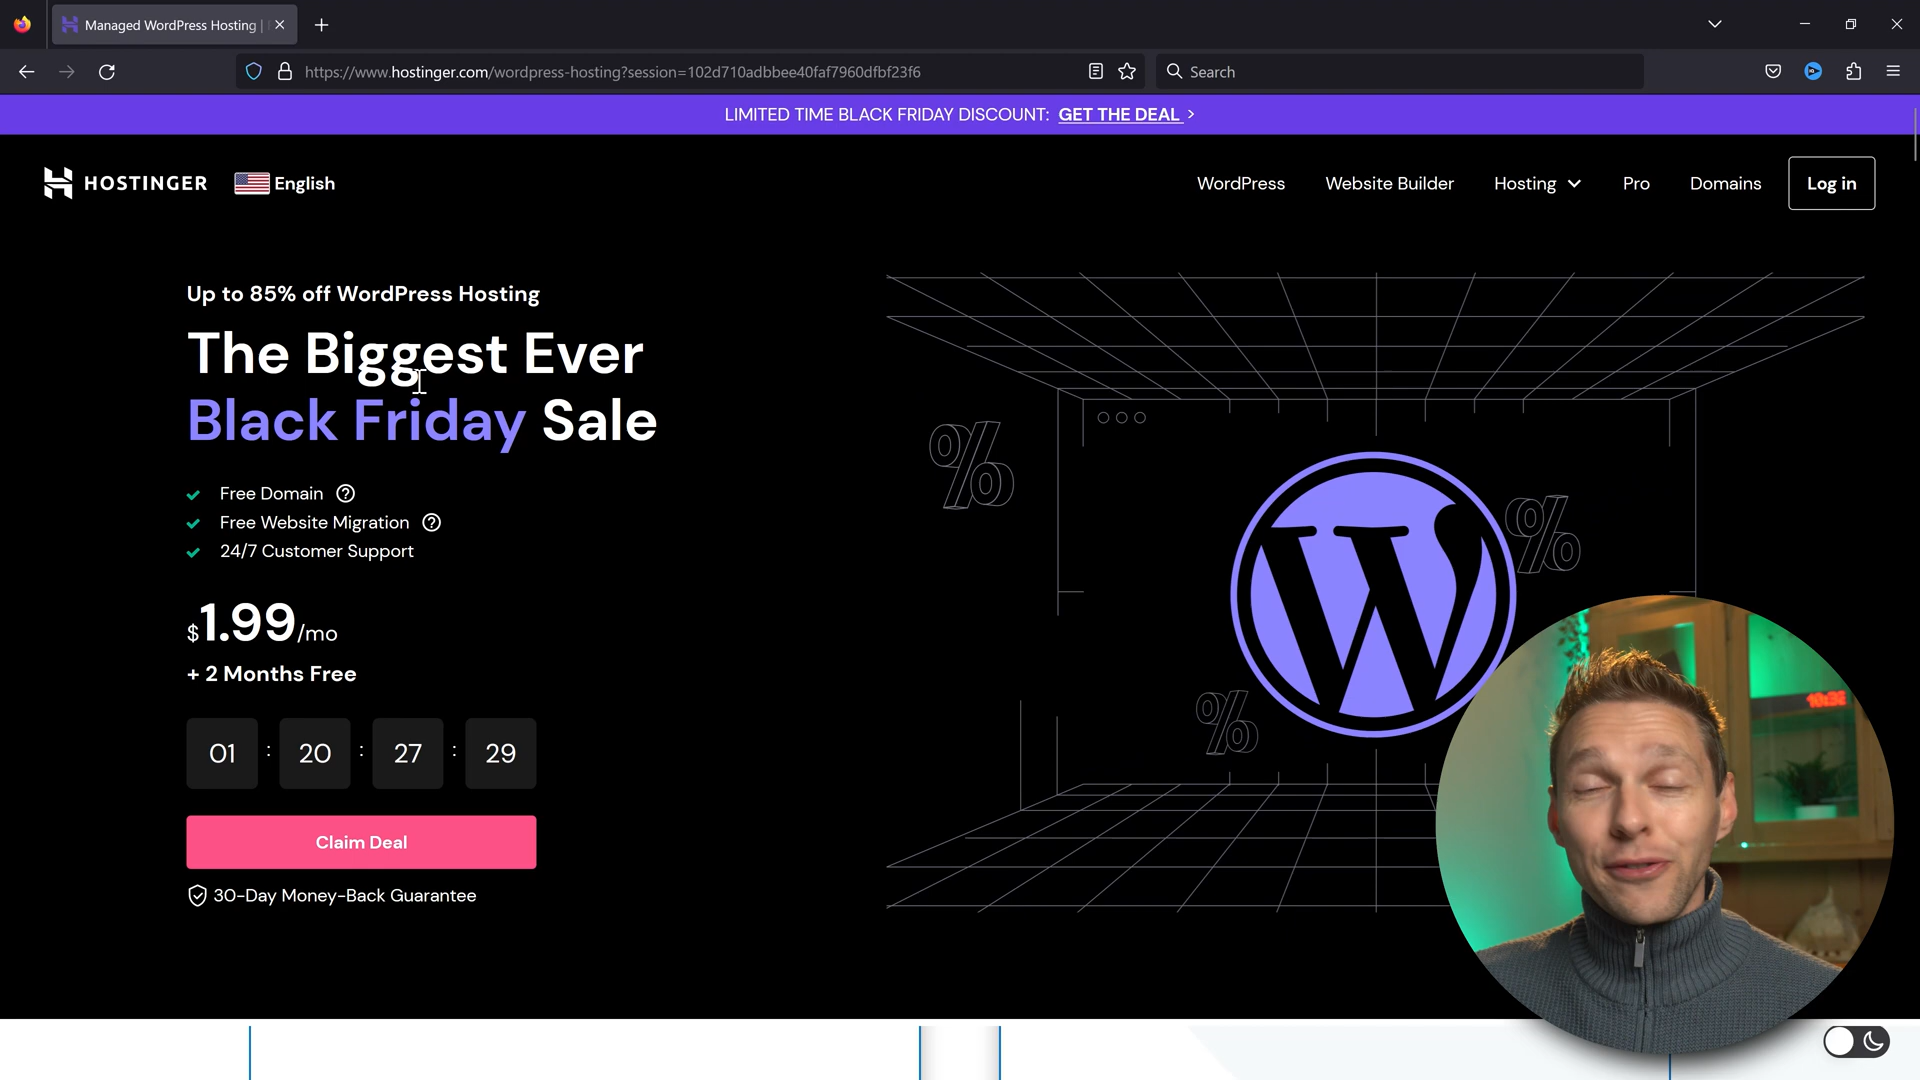 Managed WordPress Hosting |
https://www.hostinger.com/wordpress-hosting?session=102d710adbbee40faf7960dfbf23f6
Search
LIMITED TIME BLACK FRIDAY DISCOUNT: GET THE DEAL >
HOSTINGER
English
WordPress
Website Builder
Hosting
Pro
Domains
Log in
Up to 85% off WordPress Hosting
The Biggest Ever
Black Friday Sale
Free Domain ?
Free Website Migration ?
24/7 Customer Support
$1.99/mo
+ 2 Months Free
01 : 20 : 27 : 29
Claim Deal
30-Day Money-Back Guarantee
%
%
%
W
10:32